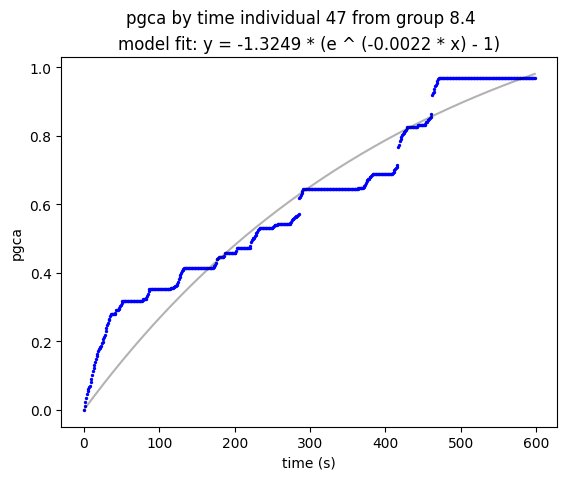 pgca by time individual 47 from group 8.4
model fit: y = -1.3249 * (e ^ (-0.0022 * x) - 1)
1.0
0.8
0.6
0.4
0.2
0.0
pgca
0 100 200 300 400 500 600
time (s)